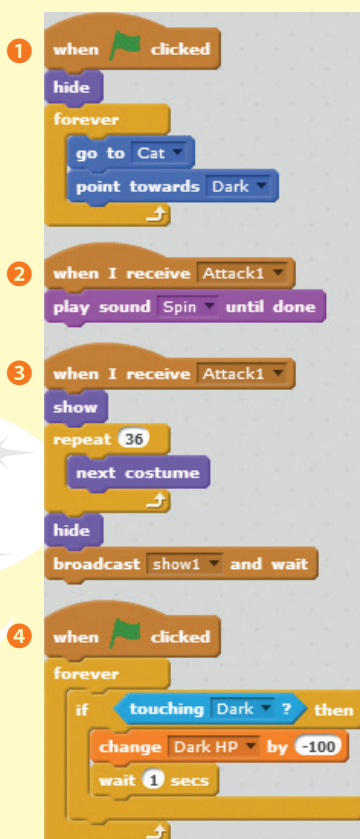 1 when clicked
hide
forever
go to Cat
point towards Dark
2 when I receive Attack1
play sound Spin until done
3 when I receive Attack1
show
repeat 36
next costume
hide
broadcast show1 and wait
4 when clicked
forever
if touching Dark ? then
change Dark HP by -100
wait 1 secs